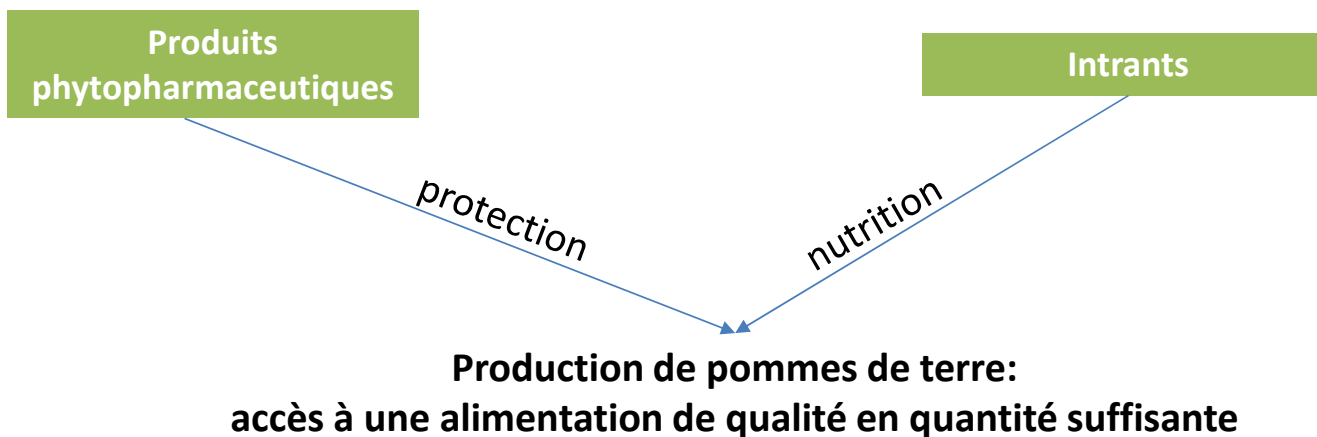 Produits
phytopharmaceutiques
Intrants
protection
nutrition
Production de pommes de terre:
accès à une alimentation de qualité en quantité suffisante